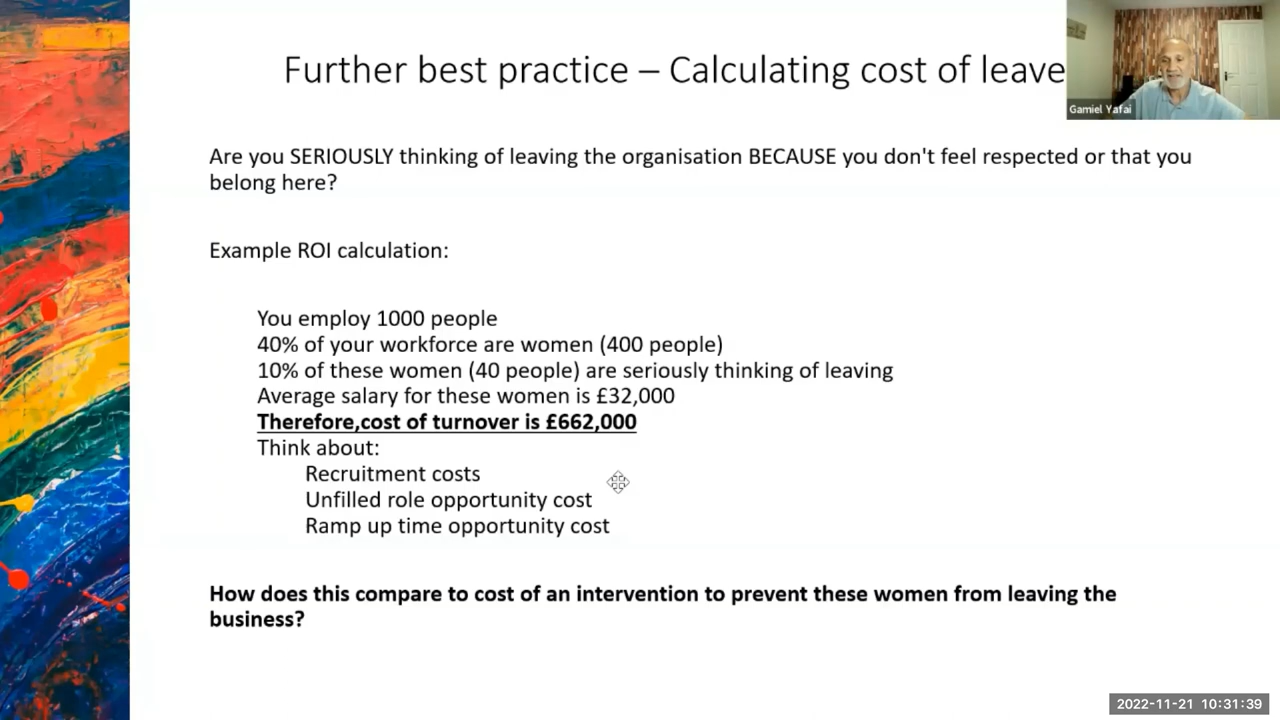 Further best practice – Calculating cost of leave
Gamiel Yafai
Are you SERIOUSLY thinking of leaving the organisation BECAUSE you don't feel respected or that you
belong here?
Example ROI calculation:
You employ 1000 people
40% of your workforce are women (400 people)
10% of these women (40 people) are seriously thinking of leaving
Average salary for these women is £32,000
Therefore,cost of turnover is £662,000
Think about:
Recruitment costs
Unfilled role opportunity cost
Ramp up time opportunity cost
How does this compare to cost of an intervention to prevent these women from leaving the
business?
2022-11-21 10:31:39